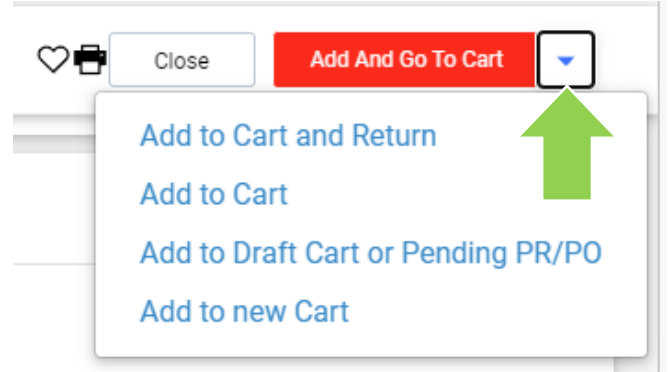 Close
Add And Go To Cart
Add to Cart and Return
Add to Cart
Add to Draft Cart or Pending PR/PO
Add to new Cart